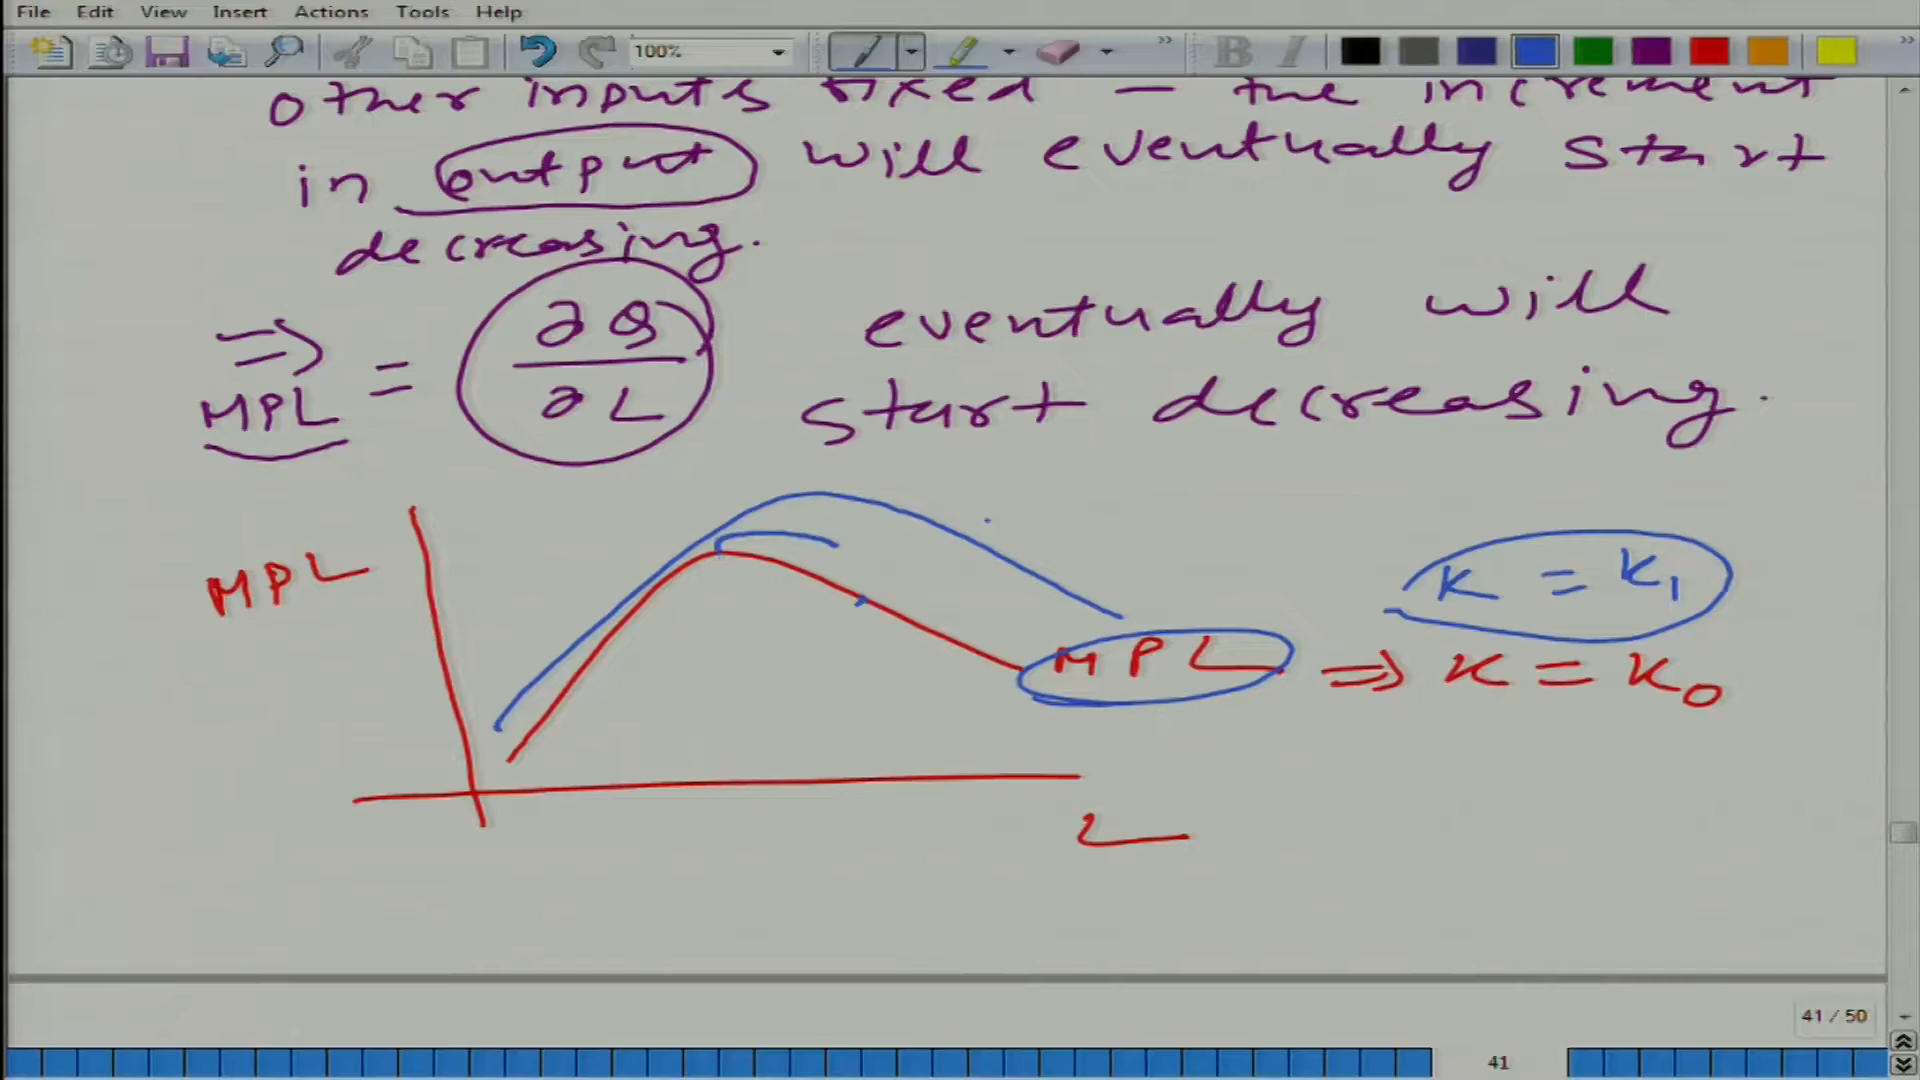 File Edit View Insert Actions Tools Help
100%
B I
other inputs fixed — the increment
in output will eventually start
decreasing.
⇒
MPL = ∂Q/∂L eventually will
start decreasing.
MPL
K = K1
MPL ⇒ K = K0
L
41 / 50
41